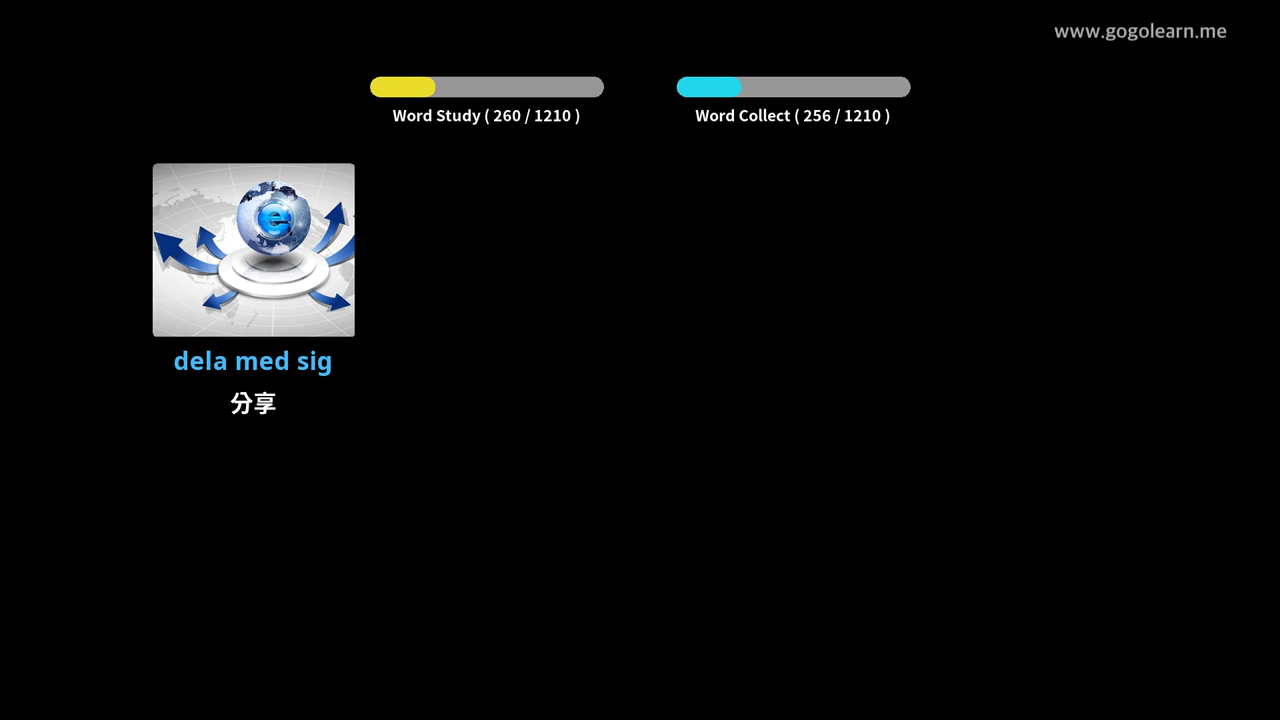 www.gogolearn.me
Word Study ( 260 / 1210 )
Word Collect ( 256 / 1210 )
e
dela med sig
分享